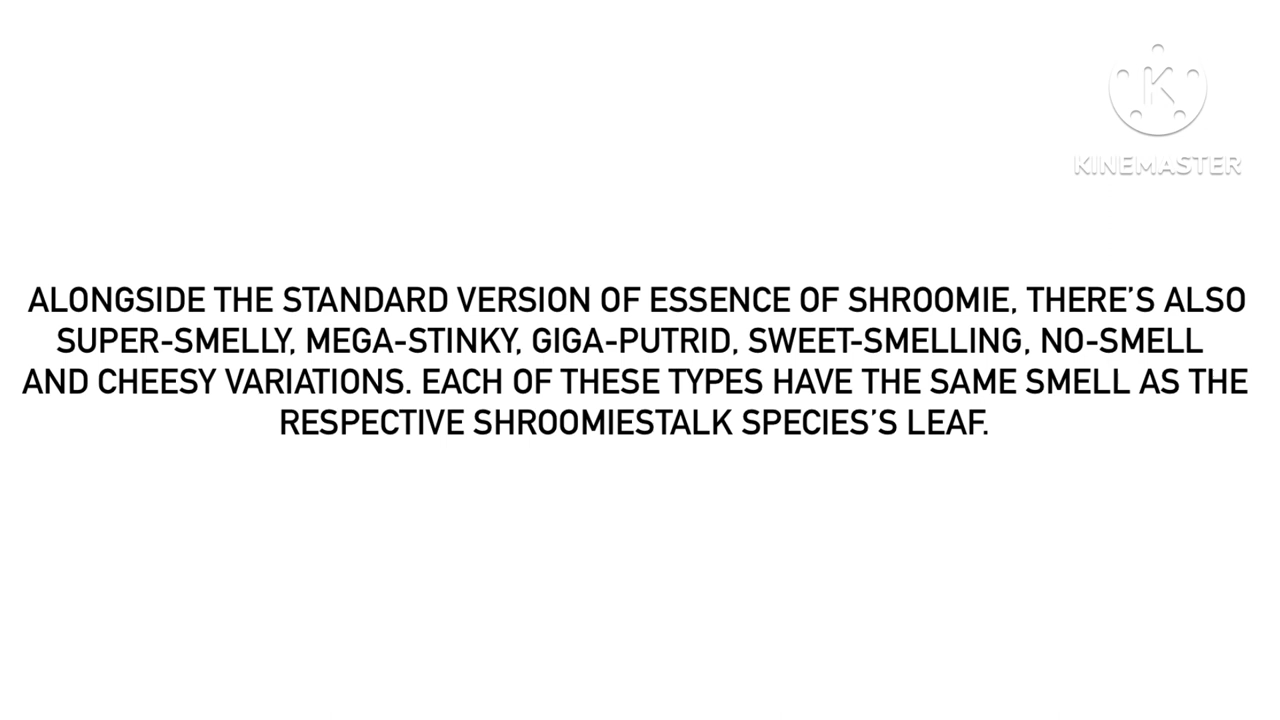 KINEMASTER
ALONGSIDE THE STANDARD VERSION OF ESSENCE OF SHROOMIE, THERE’S ALSO
SUPER-SMELLY, MEGA-STINKY, GIGA-PUTRID, SWEET-SMELLING, NO-SMELL
AND CHEESY VARIATIONS. EACH OF THESE TYPES HAVE THE SAME SMELL AS THE
RESPECTIVE SHROOMIESTALK SPECIES’S LEAF.